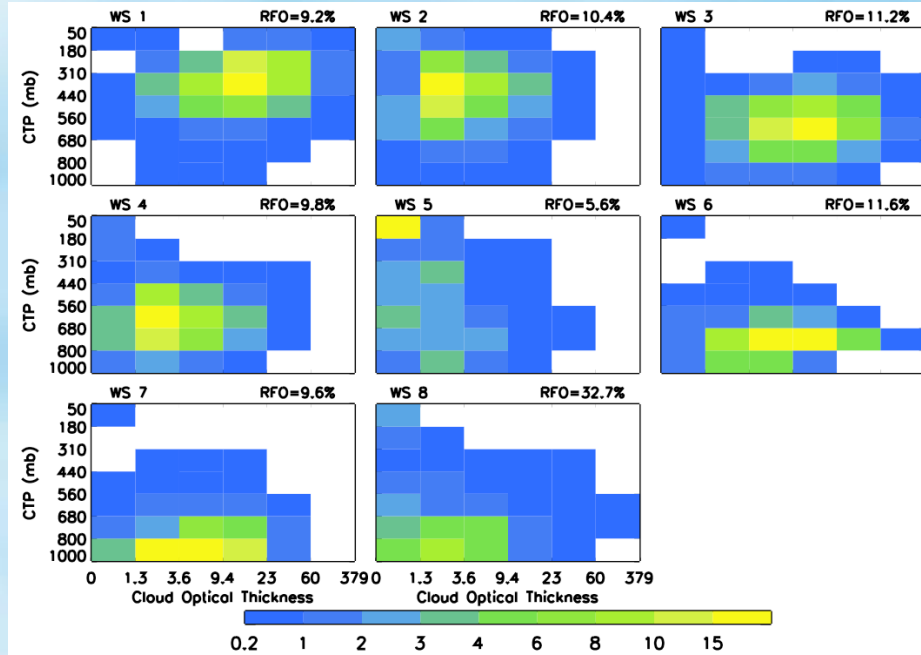 WS 1 RFO=9.2% WS 2 RFO=10.4% WS 3 RFO=11.2%
50
180
310
440
560
680
800
1000
CTP (mb)
WS 4 RFO=9.8% WS 5 RFO=5.6% WS 6 RFO=11.6%
50
180
310
440
560
680
800
1000
CTP (mb)
WS 7 RFO=9.6% WS 8 RFO=32.7%
50
180
310
440
560
680
800
1000
CTP (mb)
0 1.3 3.6 9.4 23 60 379 0 1.3 3.6 9.4 23 60 379
Cloud Optical Thickness Cloud Optical Thickness
0.2 1 2 3 4 6 8 10 15